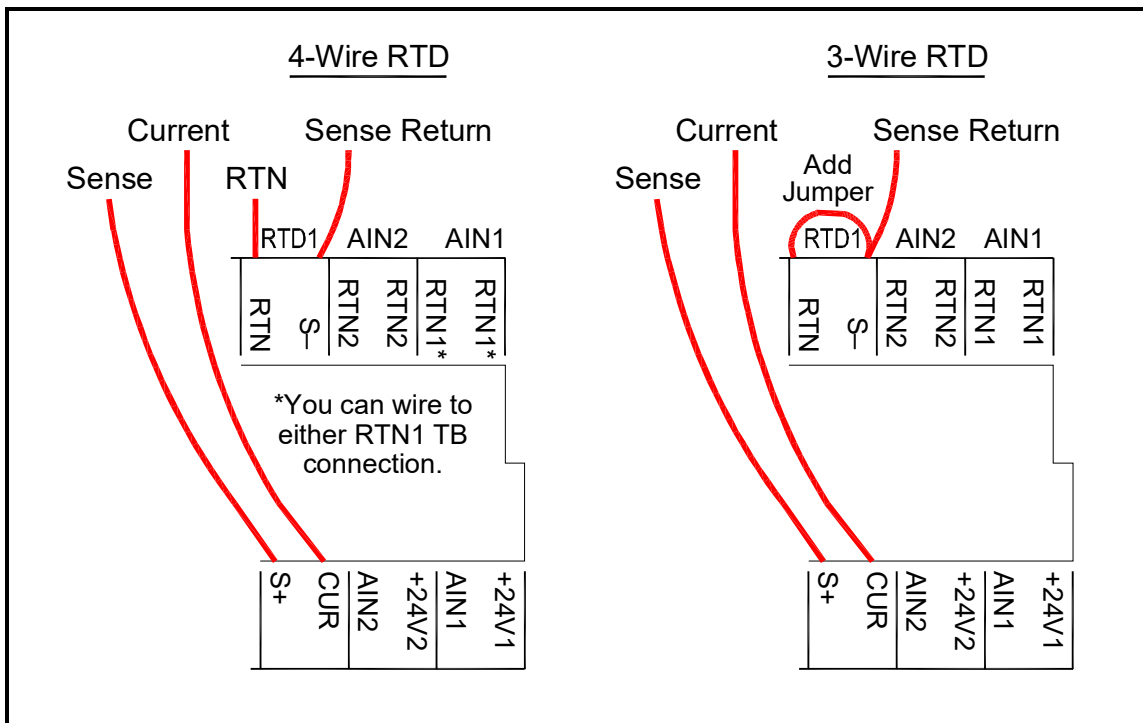 4-Wire RTD
Current
Sense Return
Sense
RTN
RTD1
AIN2
AIN1
RTN
S–
RTN2
RTN2
RTN1*
RTN1*
*You can wire to
either RTN1 TB
connection.
S+
CUR
AIN2
+24V2
AIN1
+24V1
3-Wire RTD
Current
Sense Return
Sense
Add
Jumper
RTD1
AIN2
AIN1
RTN
S–
RTN2
RTN2
RTN1
RTN1
S+
CUR
AIN2
+24V2
AIN1
+24V1